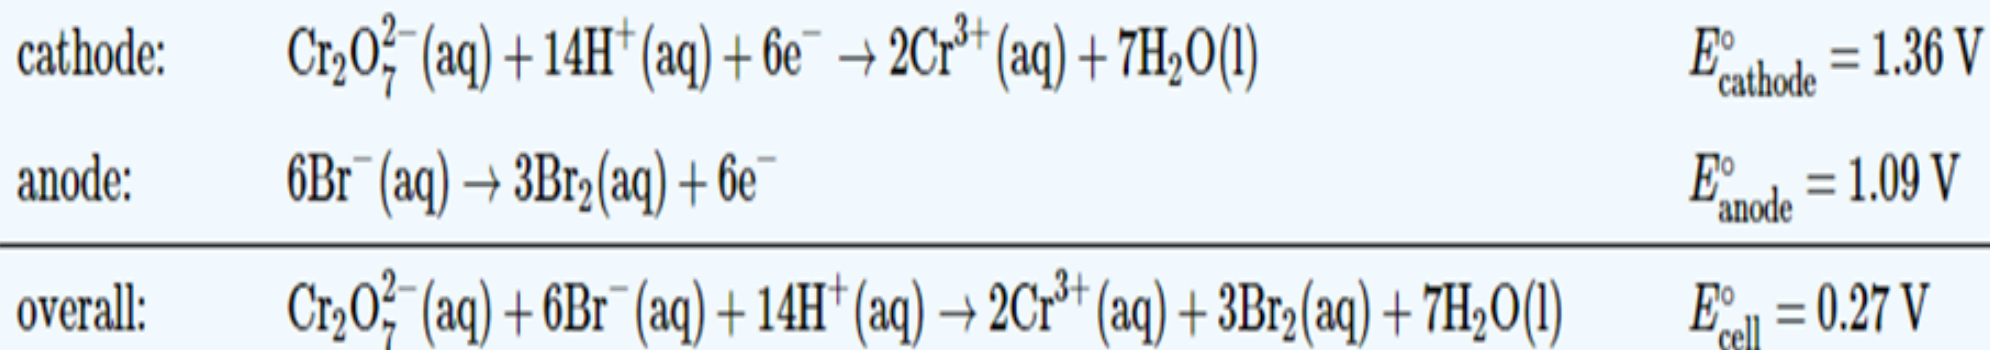 cathode: Cr₂O₇²⁻(aq) + 14H⁺(aq) + 6e⁻ → 2Cr³⁺(aq) + 7H₂O(l) E°cathode = 1.36 V
anode: 6Br⁻(aq) → 3Br₂(aq) + 6e⁻ E°anode = 1.09 V
overall: Cr₂O₇²⁻(aq) + 6Br⁻(aq) + 14H⁺(aq) → 2Cr³⁺(aq) + 3Br₂(aq) + 7H₂O(l) E°cell = 0.27 V